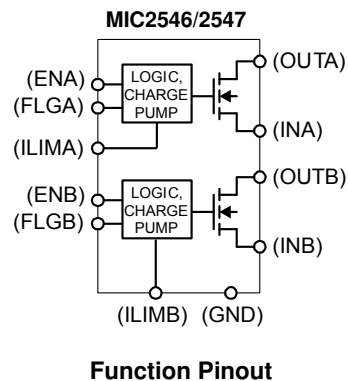 MIC2546/2547
(ENA)
(FLGA)
(ILIMA)
LOGIC,
CHARGE
PUMP
(OUTA)
(INA)
(ENB)
(FLGB)
LOGIC,
CHARGE
PUMP
(OUTB)
(INB)
(ILIMB) (GND)
Function Pinout